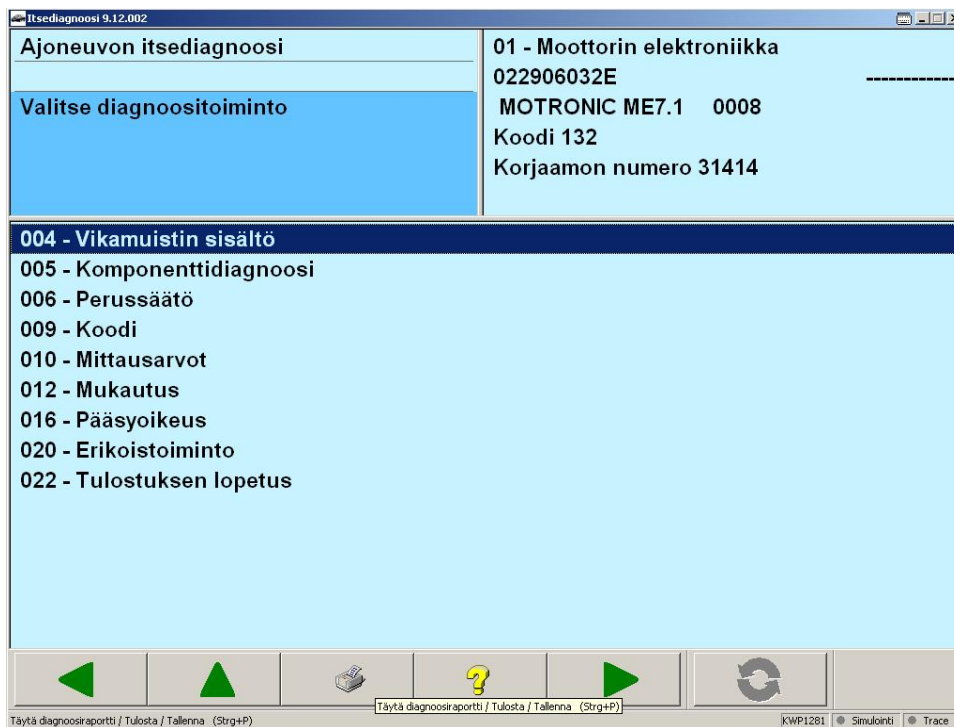 Itsediagnoosi 9.12.002
Ajoneuvon itsediagnoosi
Valitse diagnoositoiminto
01 - Moottorin elektroniikka
022906032E ------------
MOTRONIC ME7.1 0008
Koodi 132
Korjaamon numero 31414
004 - Vikamuistin sisältö
005 - Komponenttidiagnoosi
006 - Perussäätö
009 - Koodi
010 - Mittausarvot
012 - Mukautus
016 - Pääsyoikeus
020 - Erikoistoiminto
022 - Tulostuksen lopetus
?
Täytä diagnoosiraportti / Tulosta / Tallenna (Strg+P)
Täytä diagnoosiraportti / Tulosta / Tallenna (Strg+P)
KWP1281 Simulointi Trace